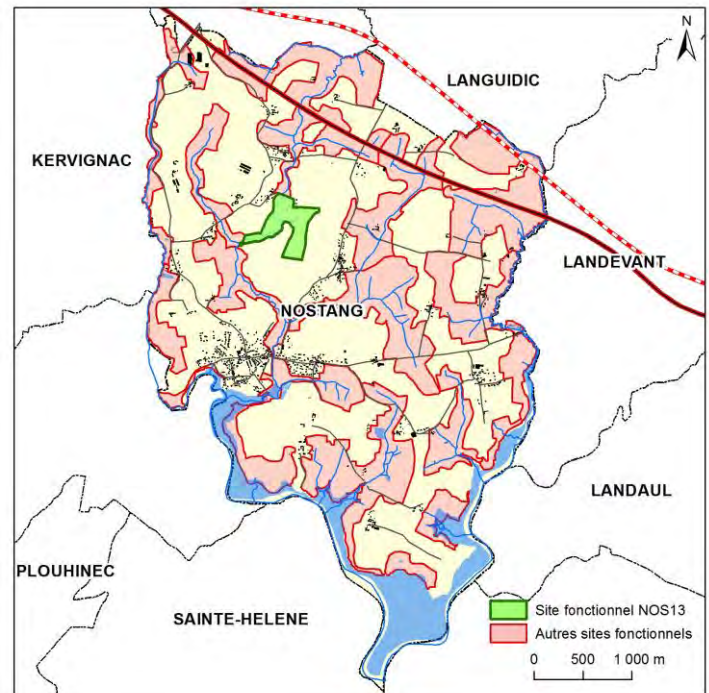 N
LANGUIDIC
KERVIGNAC
LANDEVANT
NOSTANG
LANDAUL
PLOUHINEC
SAINTE-HELENE
Site fonctionnel NOS13
Autres sites fonctionnels
0 500 1 000 m